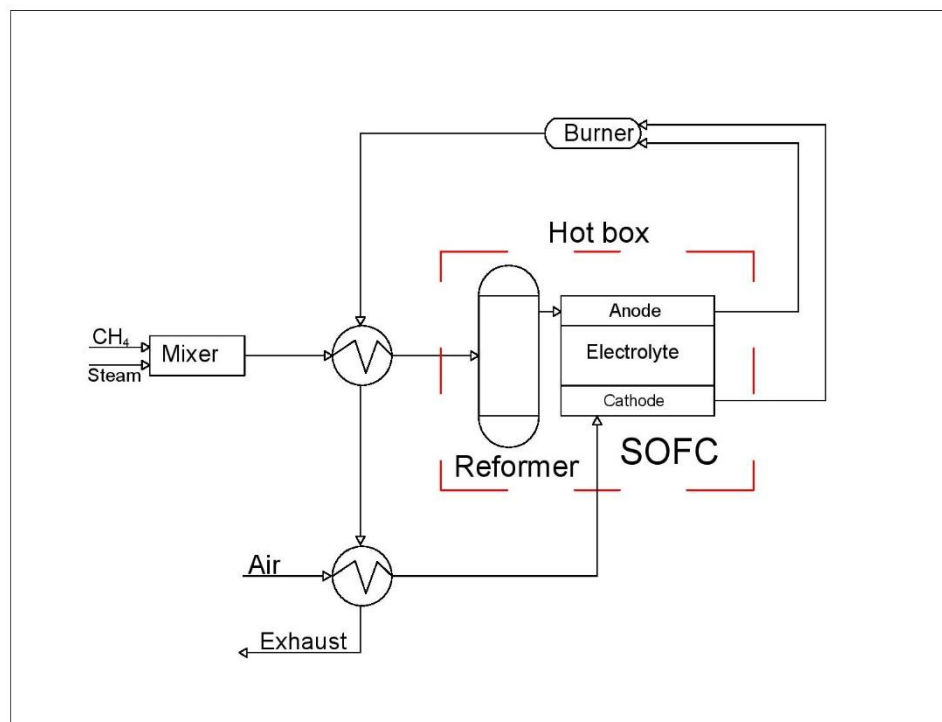 Burner
Hot box
Anode
CH₄
Mixer
Electrolyte
Steam
Cathode
Reformer
SOFC
Air
Exhaust